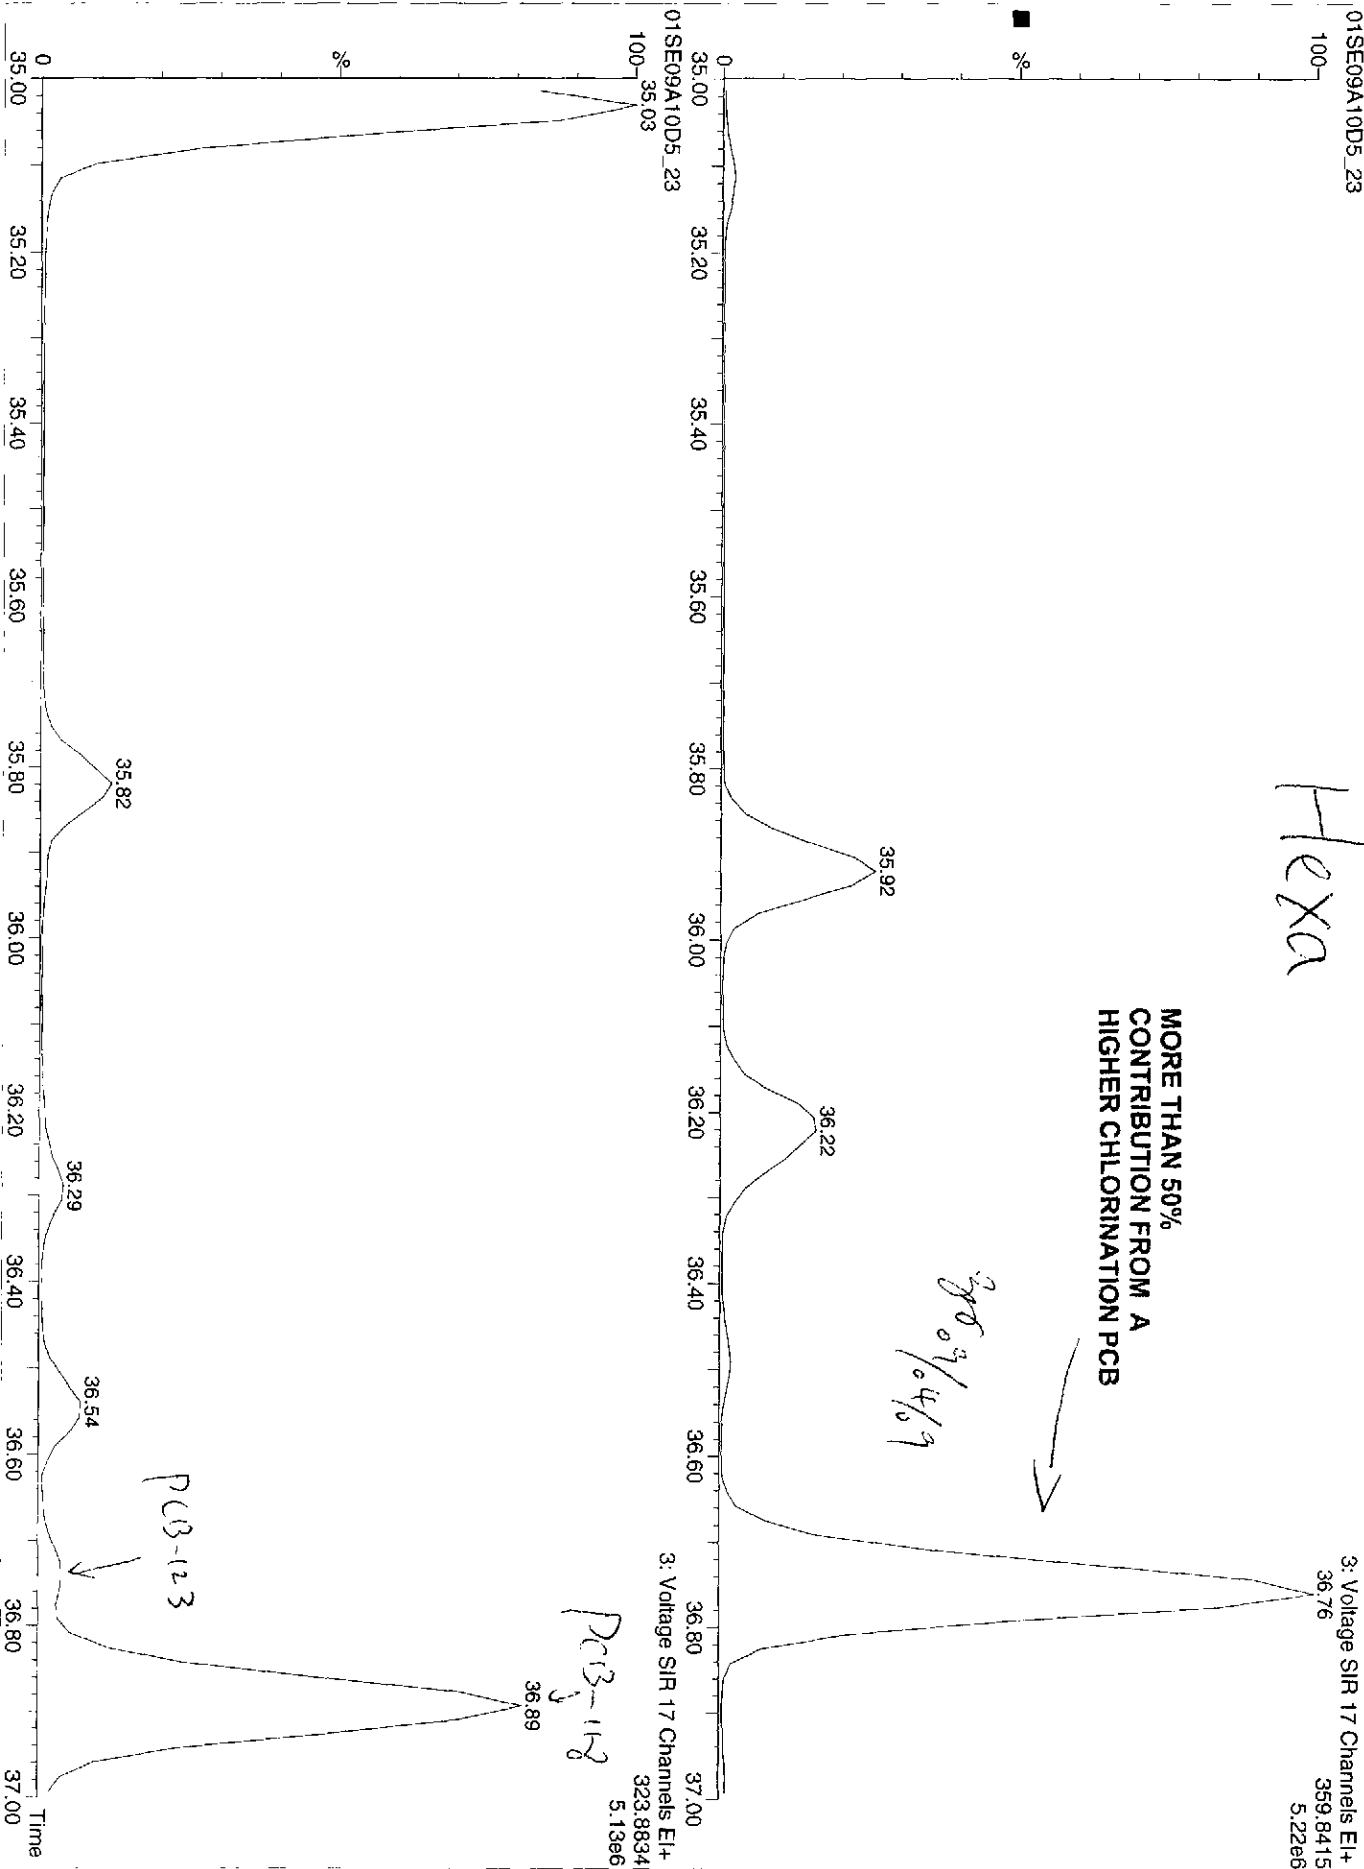 01SE09A10D5_23
3: Voltage SIR 17 Channels EI+
359.8415
5.22e6
100
%
0
Hexa
MORE THAN 50%
CONTRIBUTION FROM A
HIGHER CHLORINATION PCB
35.92
36.22
36.76
35.00 35.20 35.40 35.60 35.80 36.00 36.20 36.40 36.60 36.80 37.00
01SE09A10D5_23
3: Voltage SIR 17 Channels EI+
323.8834
5.13e6
100
%
0
35.03
35.82
36.29
36.54
PCB-123
PCB-118
36.89
35.00 35.20 35.40 35.60 35.80 36.00 36.20 36.40 36.60 36.80 37.00
Time